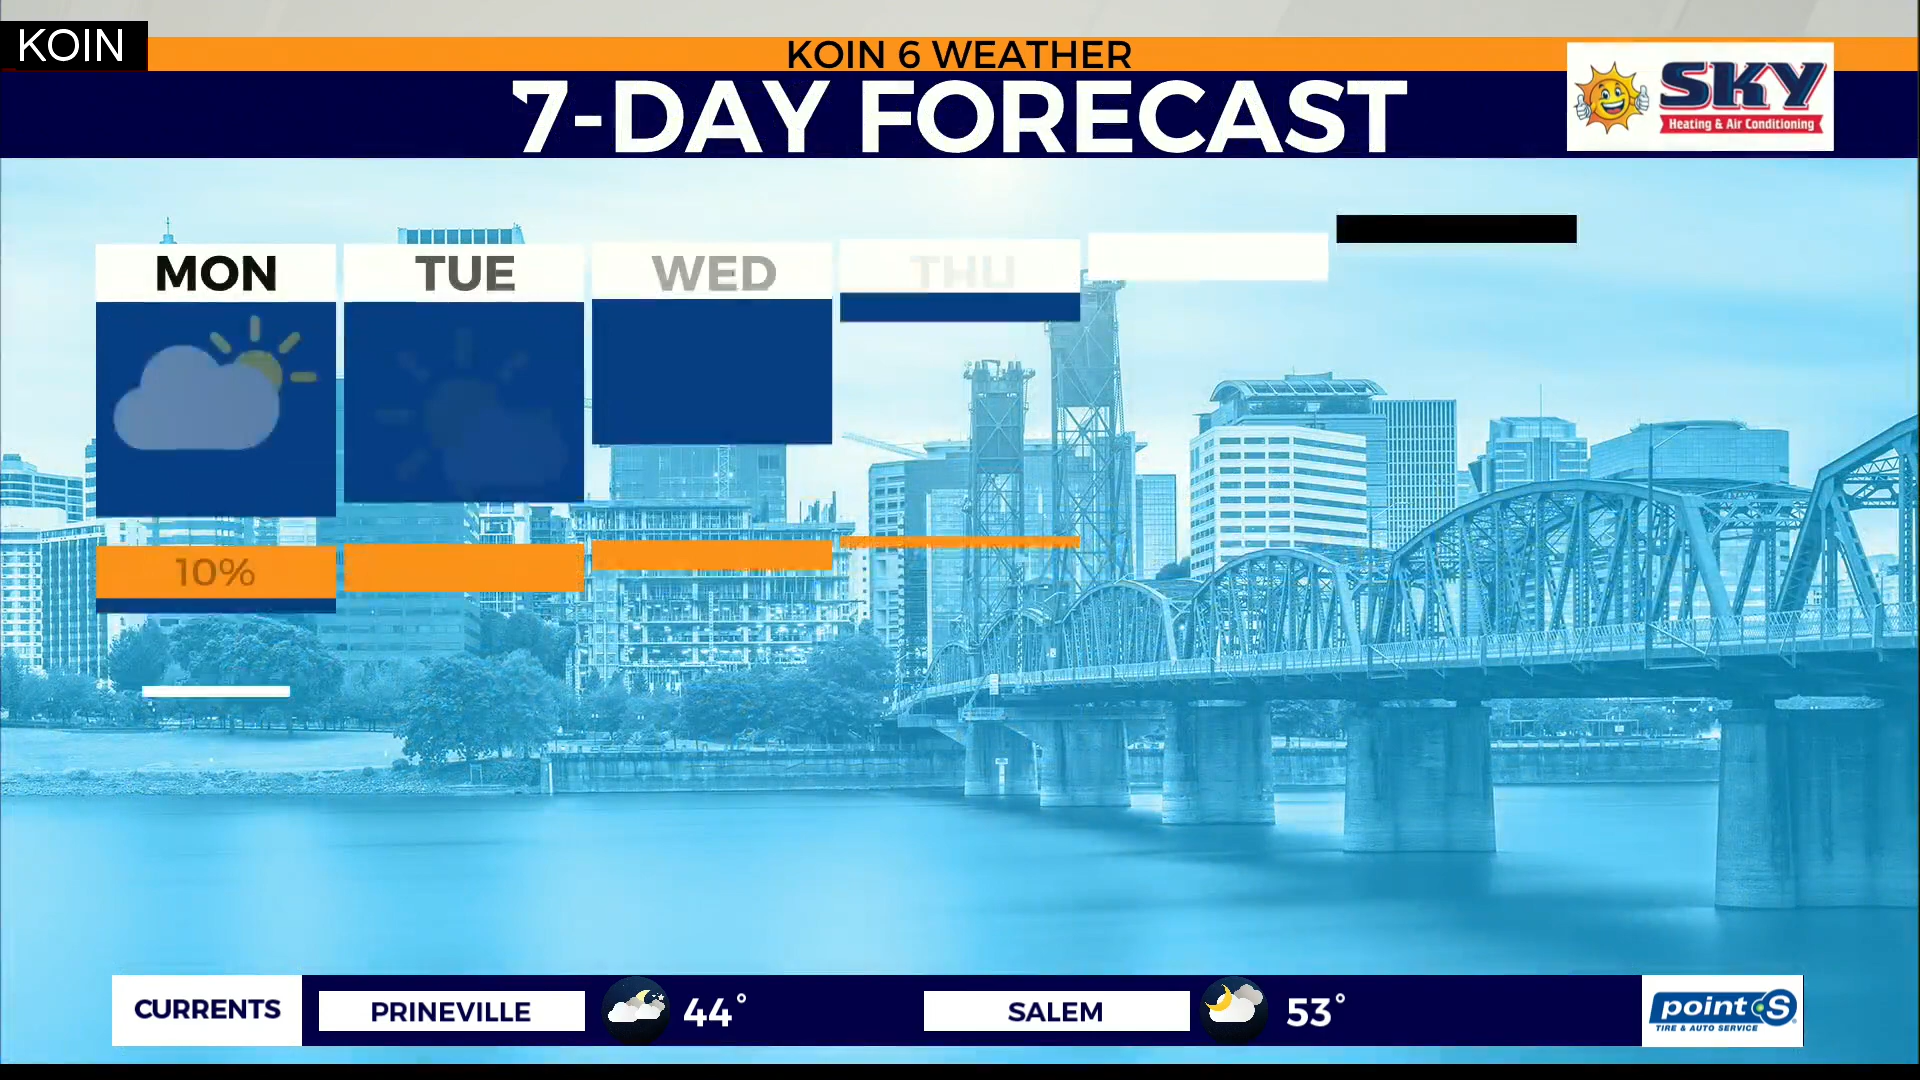 KOIN
KOIN 6 WEATHER
7-DAY FORECAST
SKY
Heating & Air Conditioning
MON TUE WED THU
10%
CURRENTS PRINEVILLE 44° SALEM 53°
point S
TIRE & AUTO SERVICE